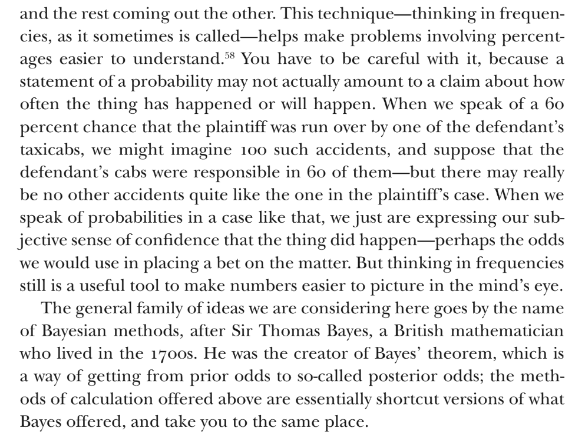 and the rest coming out the other. This technique—thinking in frequen-
cies, as it sometimes is called—helps make problems involving percent-
ages easier to understand.⁵⁸ You have to be careful with it, because a
statement of a probability may not actually amount to a claim about how
often the thing has happened or will happen. When we speak of a 60
percent chance that the plaintiff was run over by one of the defendant's
taxicabs, we might imagine 100 such accidents, and suppose that the
defendant's cabs were responsible in 60 of them—but there may really
be no other accidents quite like the one in the plaintiff's case. When we
speak of probabilities in a case like that, we just are expressing our sub-
jective sense of confidence that the thing did happen—perhaps the odds
we would use in placing a bet on the matter. But thinking in frequencies
still is a useful tool to make numbers easier to picture in the mind's eye.
The general family of ideas we are considering here goes by the name
of Bayesian methods, after Sir Thomas Bayes, a British mathematician
who lived in the 1700s. He was the creator of Bayes' theorem, which is
a way of getting from prior odds to so-called posterior odds; the meth-
ods of calculation offered above are essentially shortcut versions of what
Bayes offered, and take you to the same place.